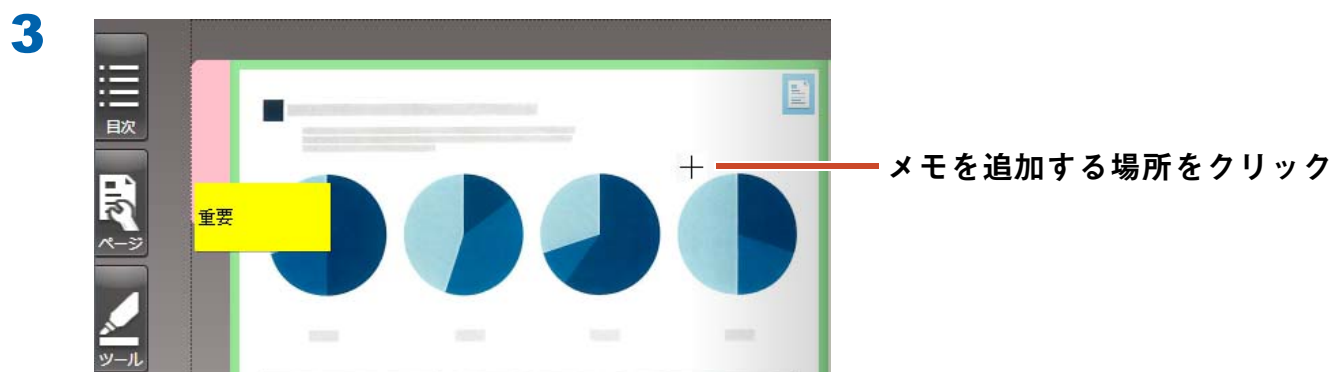 3
目次
メモを追加する場所をクリック
重要
ページ
ツール